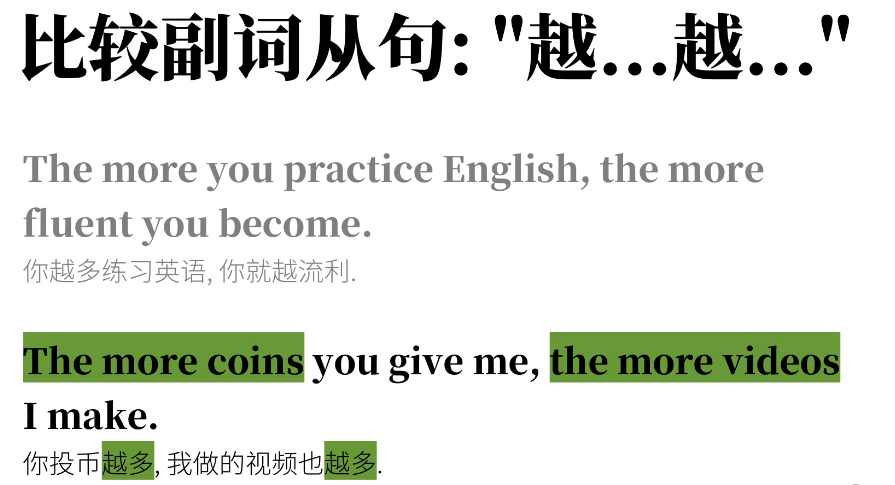 比较副词从句: "越...越..."
The more you practice English, the more
fluent you become.
你越多练习英语, 你就越流利.
The more coins you give me, the more videos
I make.
你投币越多, 我做的视频也越多.